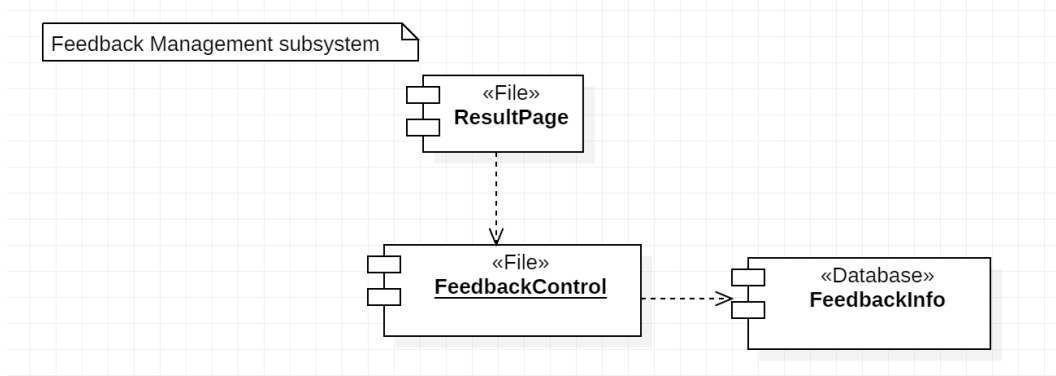 Feedback Management subsystem
«File»
ResultPage
«File»
FeedbackControl
«Database»
FeedbackInfo